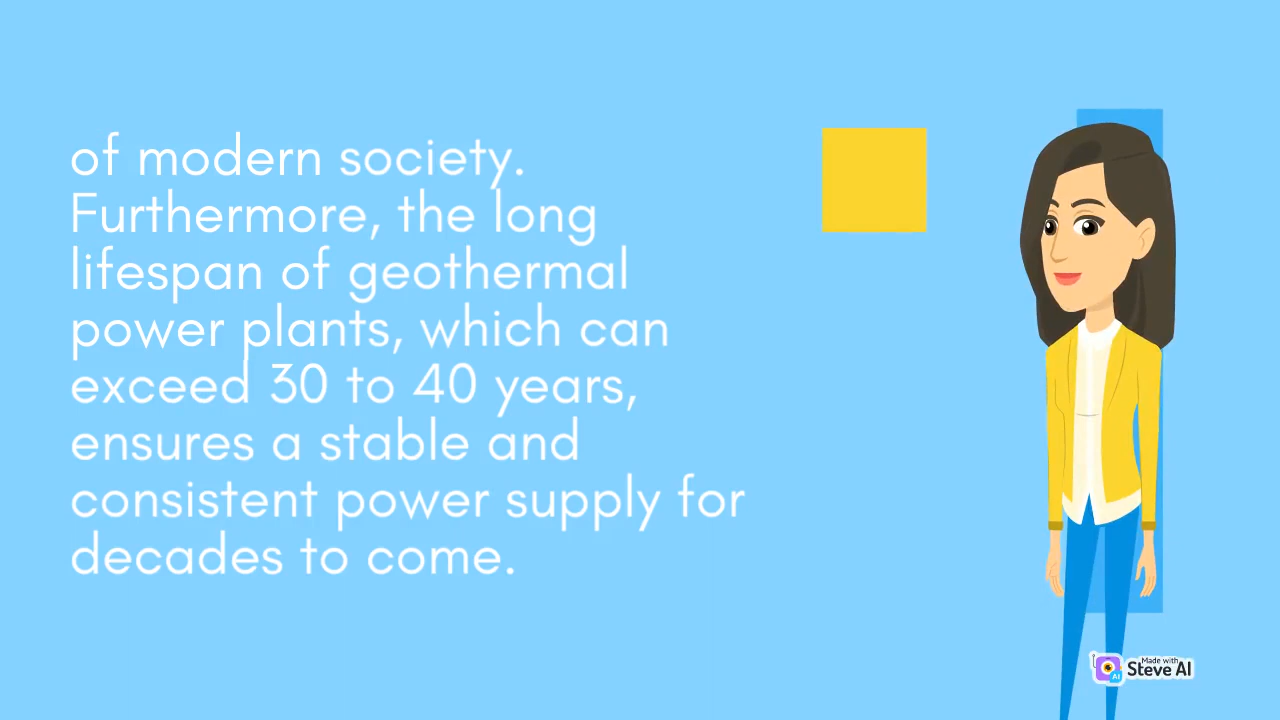 of modern society.
Furthermore, the long
lifespan of geothermal
power plants, which can
exceed 30 to 40 years,
ensures a stable and
consistent power supply for
decades to come.
Made with
Steve AI
AI